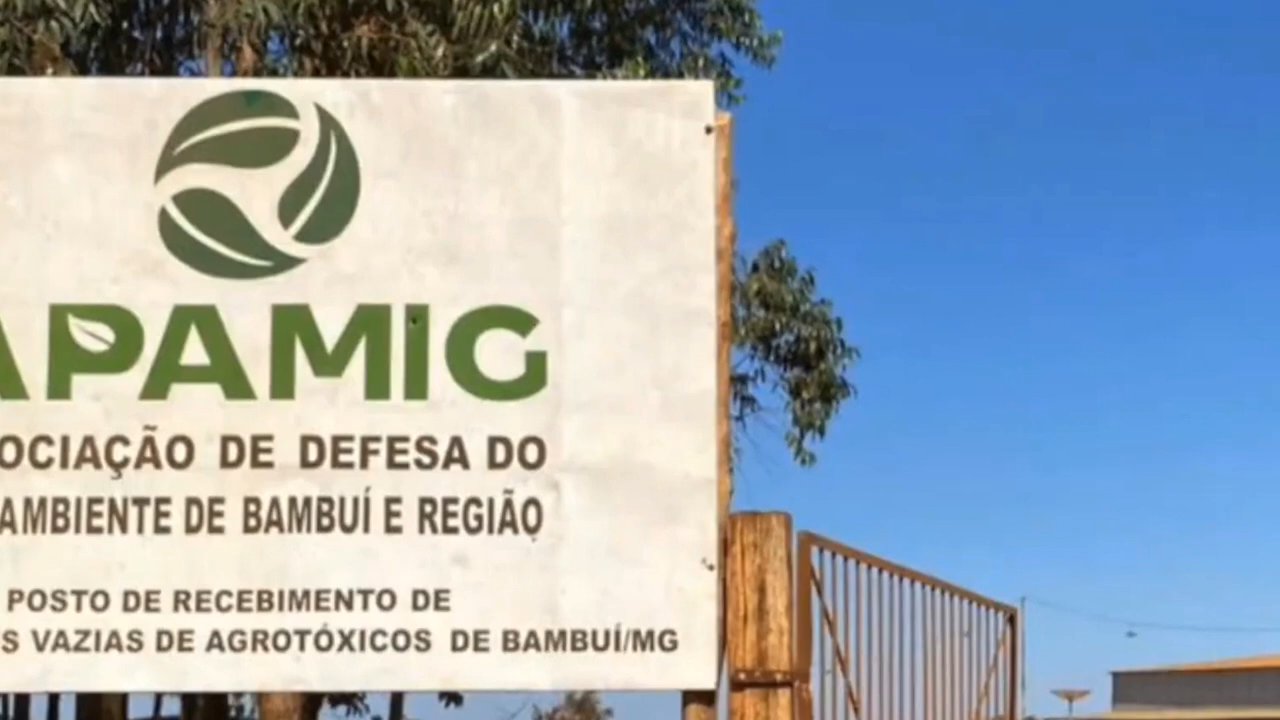 APAMIG
OCIAÇÃO DE DEFESA DO
AMBIENTE DE BAMBUÍ E REGIÃO
POSTO DE RECEBIMENTO DE
S VAZIAS DE AGROTÓXICOS DE BAMBUÍ/MG